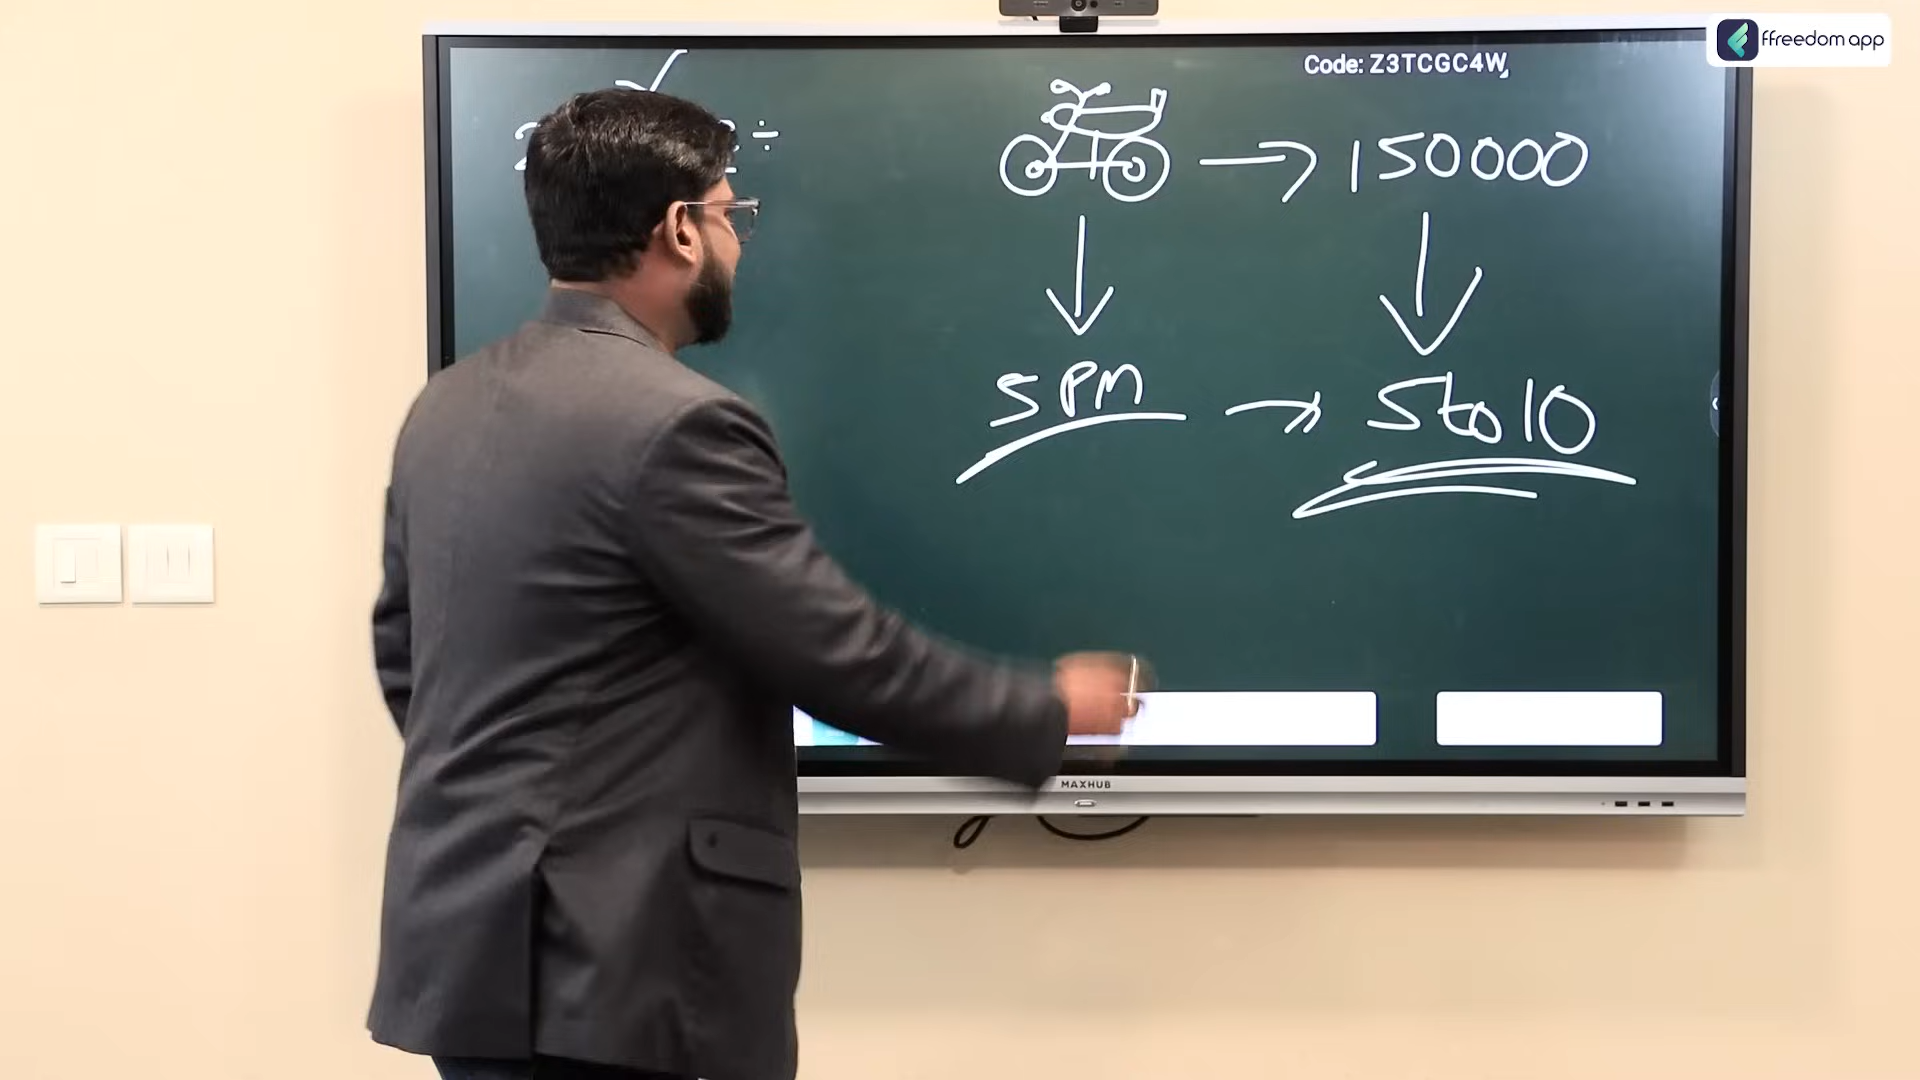 ffreedom app
Code: Z3TCGC4W
→ 150000
5PM → 5to10
MAXHUB